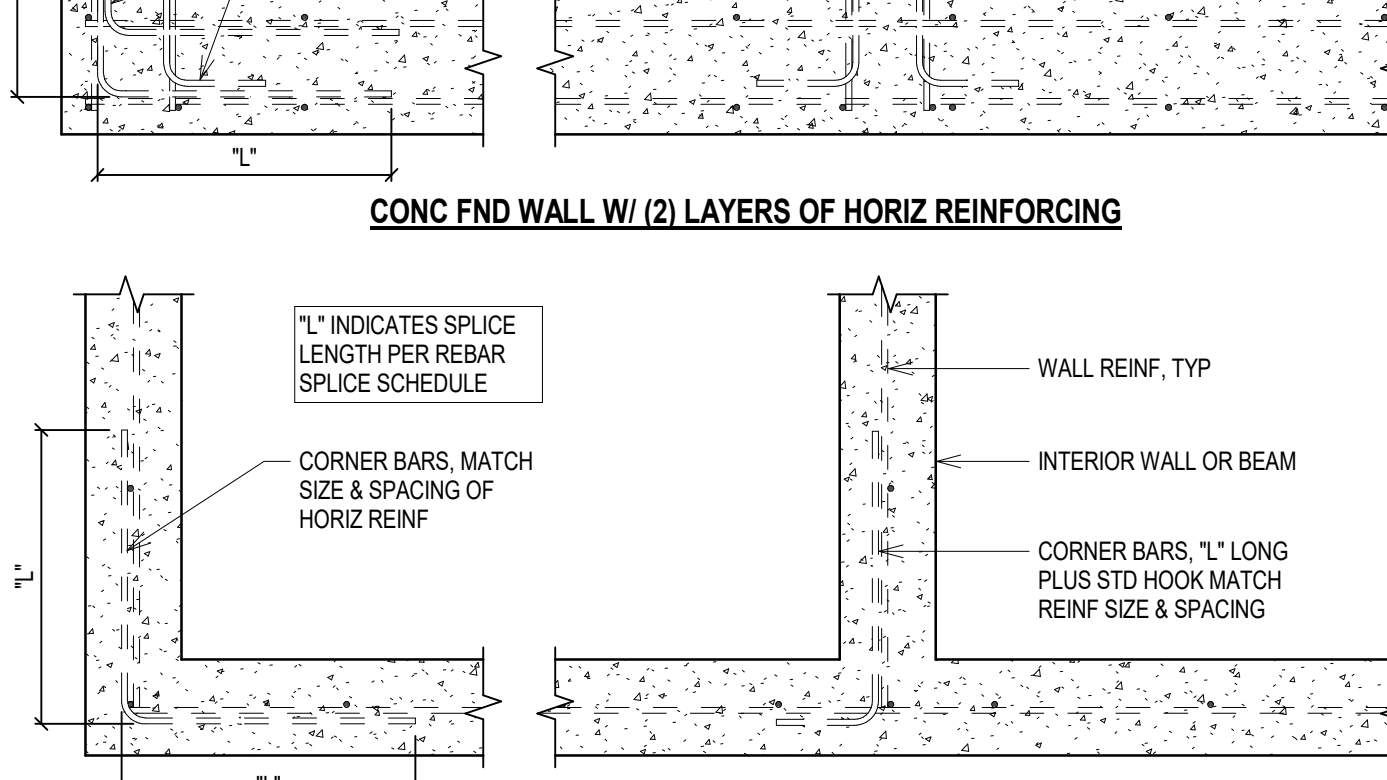 "L"
CONC FND WALL W/ (2) LAYERS OF HORIZ REINFORCING
"L" INDICATES SPLICE
LENGTH PER REBAR
SPLICE SCHEDULE
WALL REINF, TYP
CORNER BARS, MATCH
SIZE & SPACING OF
HORIZ REINF
INTERIOR WALL OR BEAM
CORNER BARS, "L" LONG
PLUS STD HOOK MATCH
REINF SIZE & SPACING
"L"
"L"